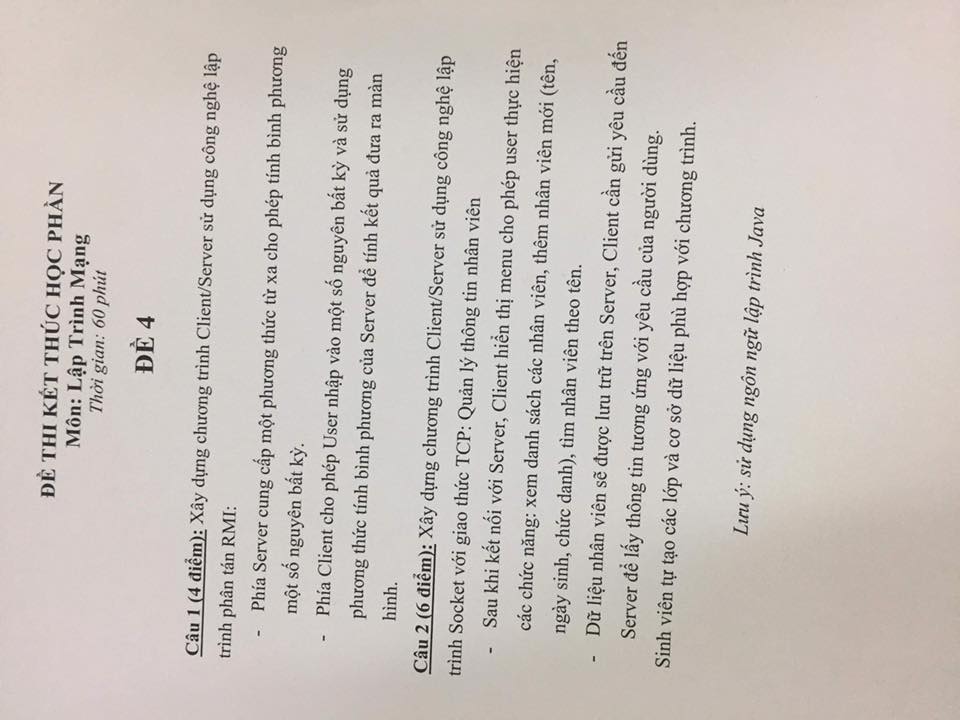 ĐỀ THI KẾT THÚC HỌC PHẦN
Môn: Lập Trình Mạng
Thời gian: 60 phút
ĐỀ 4
Câu 1 (4 điểm): Xây dựng chương trình Client/Server sử dụng công nghệ lập
trình phân tán RMI:
- Phía Server cung cấp một phương thức từ xa cho phép tính bình phương
một số nguyên bất kỳ.
- Phía Client cho phép User nhập vào một số nguyên bất kỳ và sử dụng
phương thức tính bình phương của Server để tính kết quả đưa ra màn
hình.
Câu 2 (6 điểm): Xây dựng chương trình Client/Server sử dụng công nghệ lập
trình Socket với giao thức TCP: Quản lý thông tin nhân viên
- Sau khi kết nối với Server, Client hiển thị menu cho phép user thực hiện
các chức năng: xem danh sách các nhân viên, thêm nhân viên mới (tên,
ngày sinh, chức danh), tìm nhân viên theo tên.
- Dữ liệu nhân viên sẽ được lưu trữ trên Server, Client cần gửi yêu cầu đến
Server để lấy thông tin tương ứng với yêu cầu của người dùng.
Sinh viên tự tạo các lớp và cơ sở dữ liệu phù hợp với chương trình.
Lưu ý: sử dụng ngôn ngữ lập trình Java